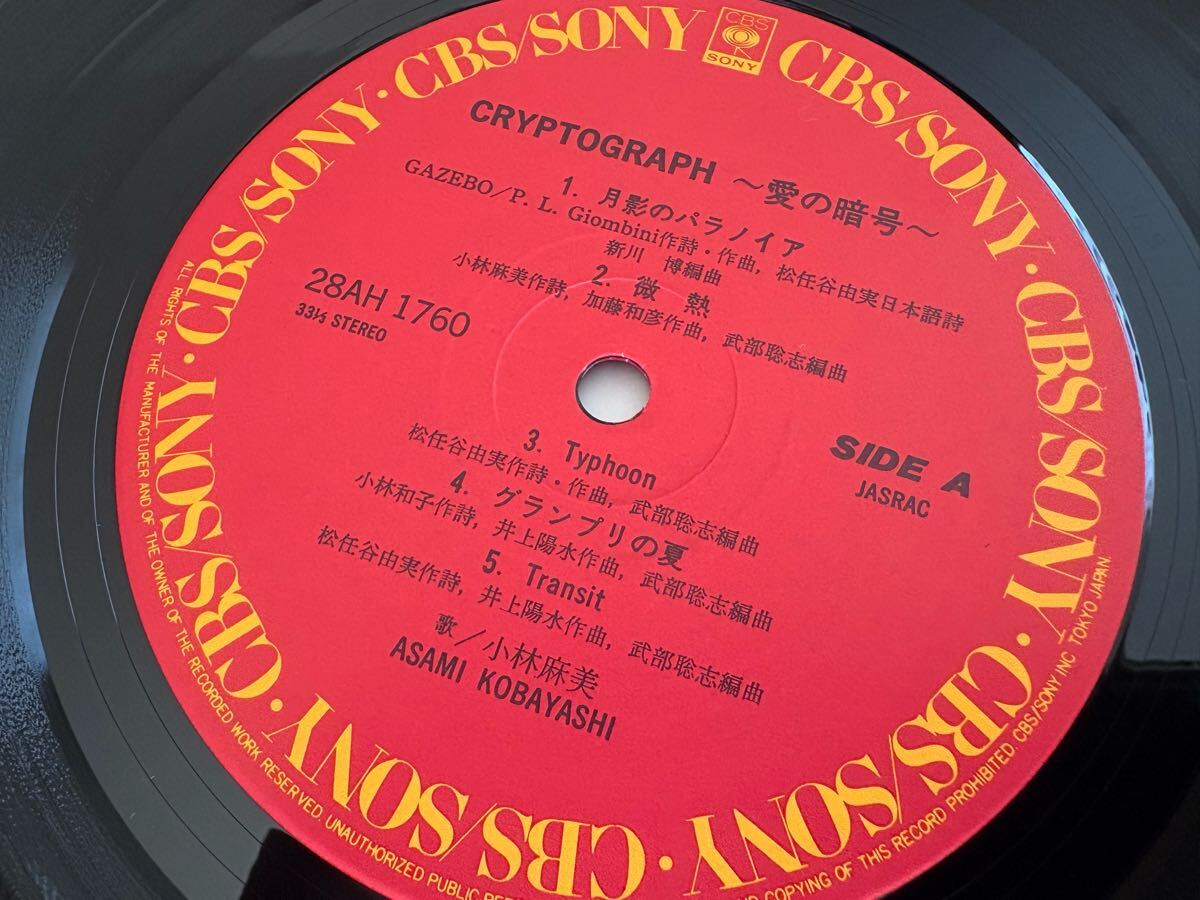 CBS/SONY · CBS/SONY · CBS/SONY · CBS/SONY · CBS/SONY · CBS/SONY · CBS/SONY · CBS/SONY · CBS/SONY · CBS/SONY · CBS/SONY
CBS
SONY
CRYPTOGRAPH ～愛の暗号～
1. 月影のパラノイア
GAZEBO/P. L. Giombini作詩・作曲, 松任谷由実日本語詩
新川 博編曲
2. 微熱
小林麻美作詩, 加藤和彦作曲, 武部聡志編曲
28AH 1760
33⅓ STEREO
SIDE A
JASRAC
3. Typhoon
松任谷由実作詩・作曲, 武部聡志編曲
4. グランプリの夏
小林和子作詩, 井上陽水作曲, 武部聡志編曲
5. Transit
松任谷由実作詩, 井上陽水作曲, 武部聡志編曲
歌／小林麻美
ASAMI KOBAYASHI
ALL RIGHTS OF THE MANUFACTURER AND OF THE OWNER OF THE RECORDED WORK RESERVED. UNAUTHORIZED PUBLIC COPYING OF THIS RECORD PROHIBITED CBS/SONY INC. TOKYO JAPAN